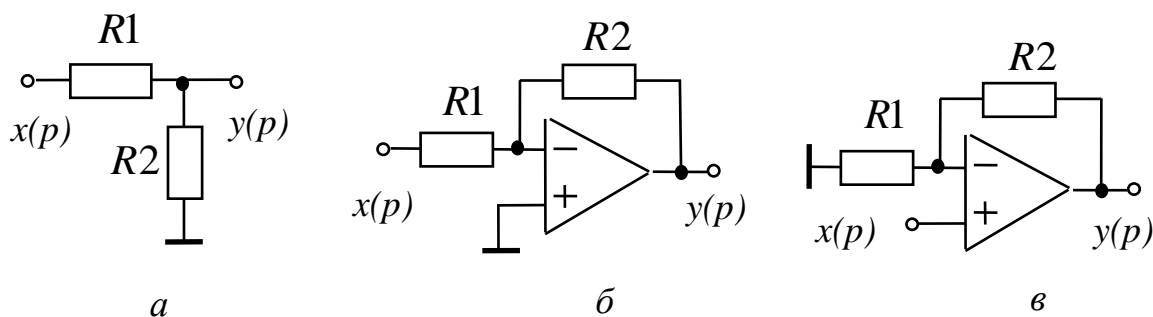 R1
x(p)
y(p)
R2
а
R2
R1
−
+
x(p)
y(p)
б
R2
R1
−
+
x(p)
y(p)
в